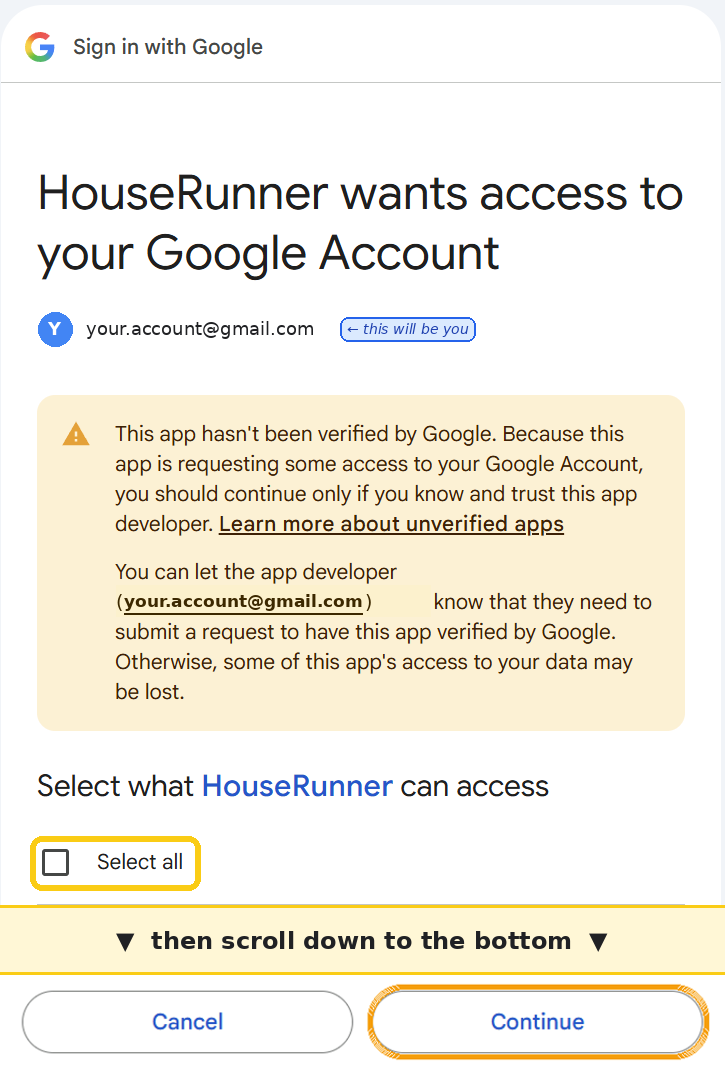 Sign in with Google
HouseRunner wants access to
your Google Account
Y your.account@gmail.com ← this will be you
This app hasn't been verified by Google. Because this
app is requesting some access to your Google Account,
you should continue only if you know and trust this app
developer. Learn more about unverified apps
You can let the app developer
(your.account@gmail.com) know that they need to
submit a request to have this app verified by Google.
Otherwise, some of this app's access to your data may
be lost.
Select what HouseRunner can access
Select all
▼ then scroll down to the bottom ▼
Cancel Continue